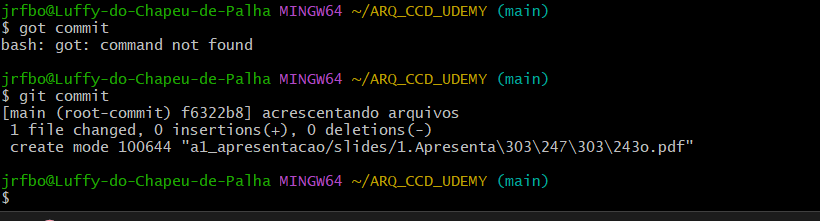 jrfbo@Luffy-do-Chapeu-de-Palha MINGW64 ~/ARQ_CCD_UDEMY (main)
$ got commit
bash: got: command not found
jrfbo@Luffy-do-Chapeu-de-Palha MINGW64 ~/ARQ_CCD_UDEMY (main)
$ git commit
[main (root-commit) f6322b8] acrescentando arquivos
 1 file changed, 0 insertions(+), 0 deletions(-)
 create mode 100644 "a1_apresentacao/slides/1.Apresenta\303\247\303\243o.pdf"
jrfbo@Luffy-do-Chapeu-de-Palha MINGW64 ~/ARQ_CCD_UDEMY (main)
$